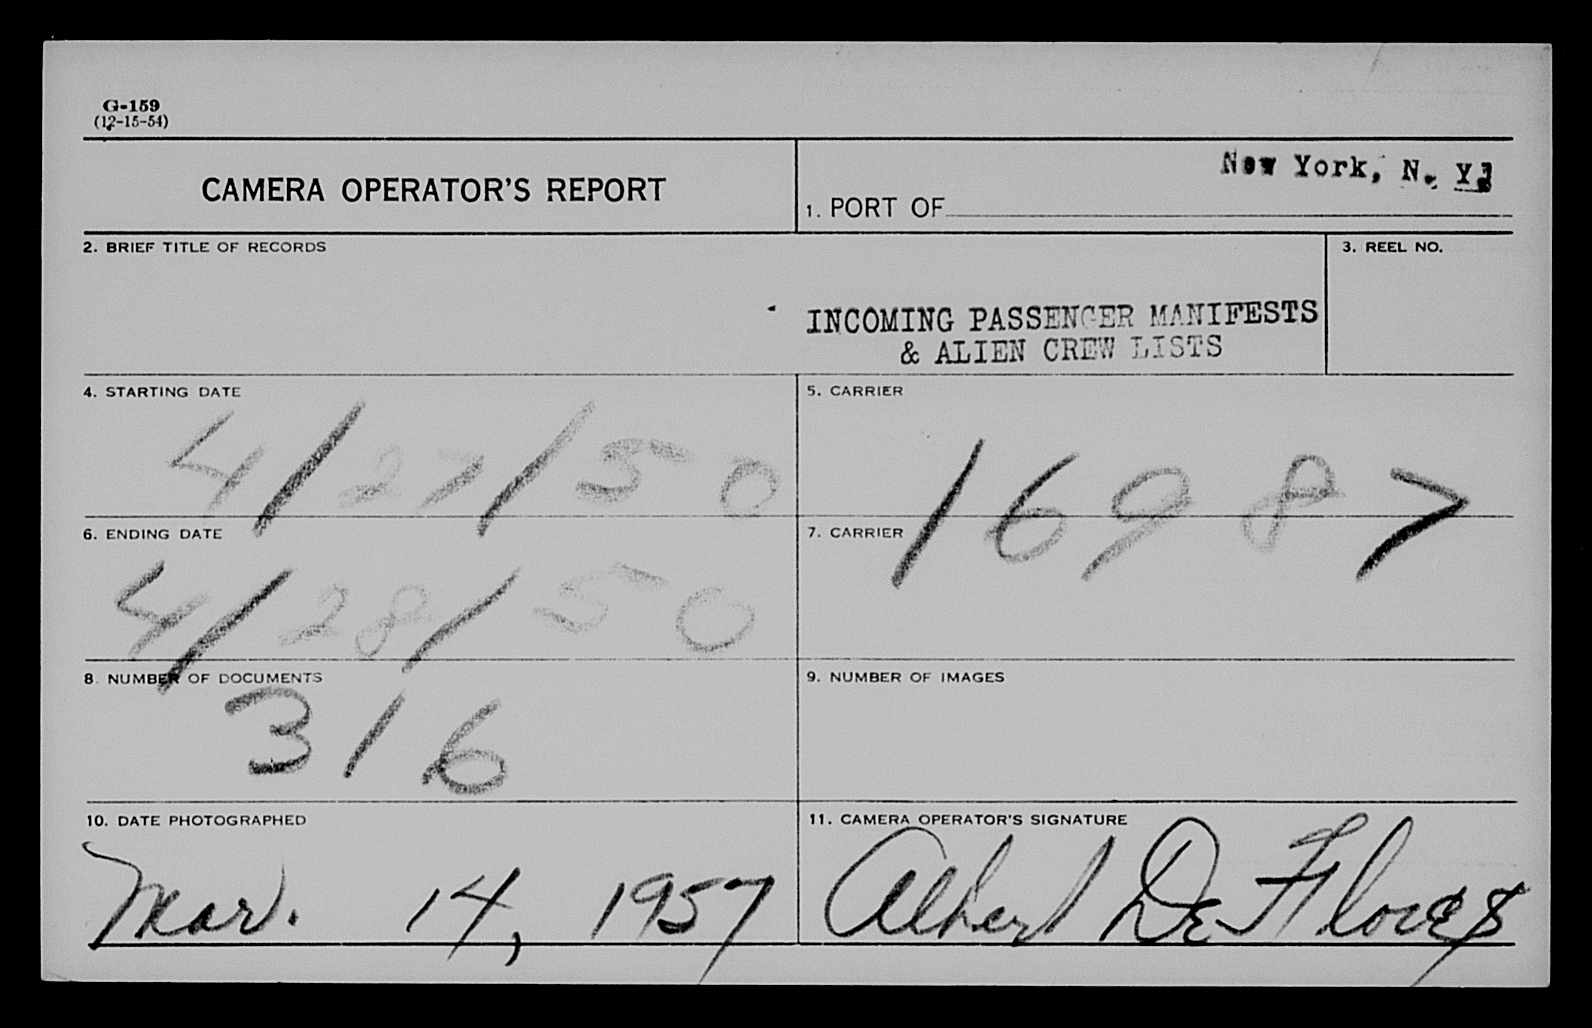 G-159
(12-15-54)
CAMERA OPERATOR'S REPORT
1. PORT OF New York, N. Y.
2. BRIEF TITLE OF RECORDS
INCOMING PASSENGER MANIFESTS
& ALIEN CREW LISTS
3. REEL NO.
4. STARTING DATE
4/27/50
5. CARRIER
16987
6. ENDING DATE
4/28/50
7. CARRIER
8. NUMBER OF DOCUMENTS
316
9. NUMBER OF IMAGES
10. DATE PHOTOGRAPHED
Mar. 14, 1957
11. CAMERA OPERATOR'S SIGNATURE
Albert De